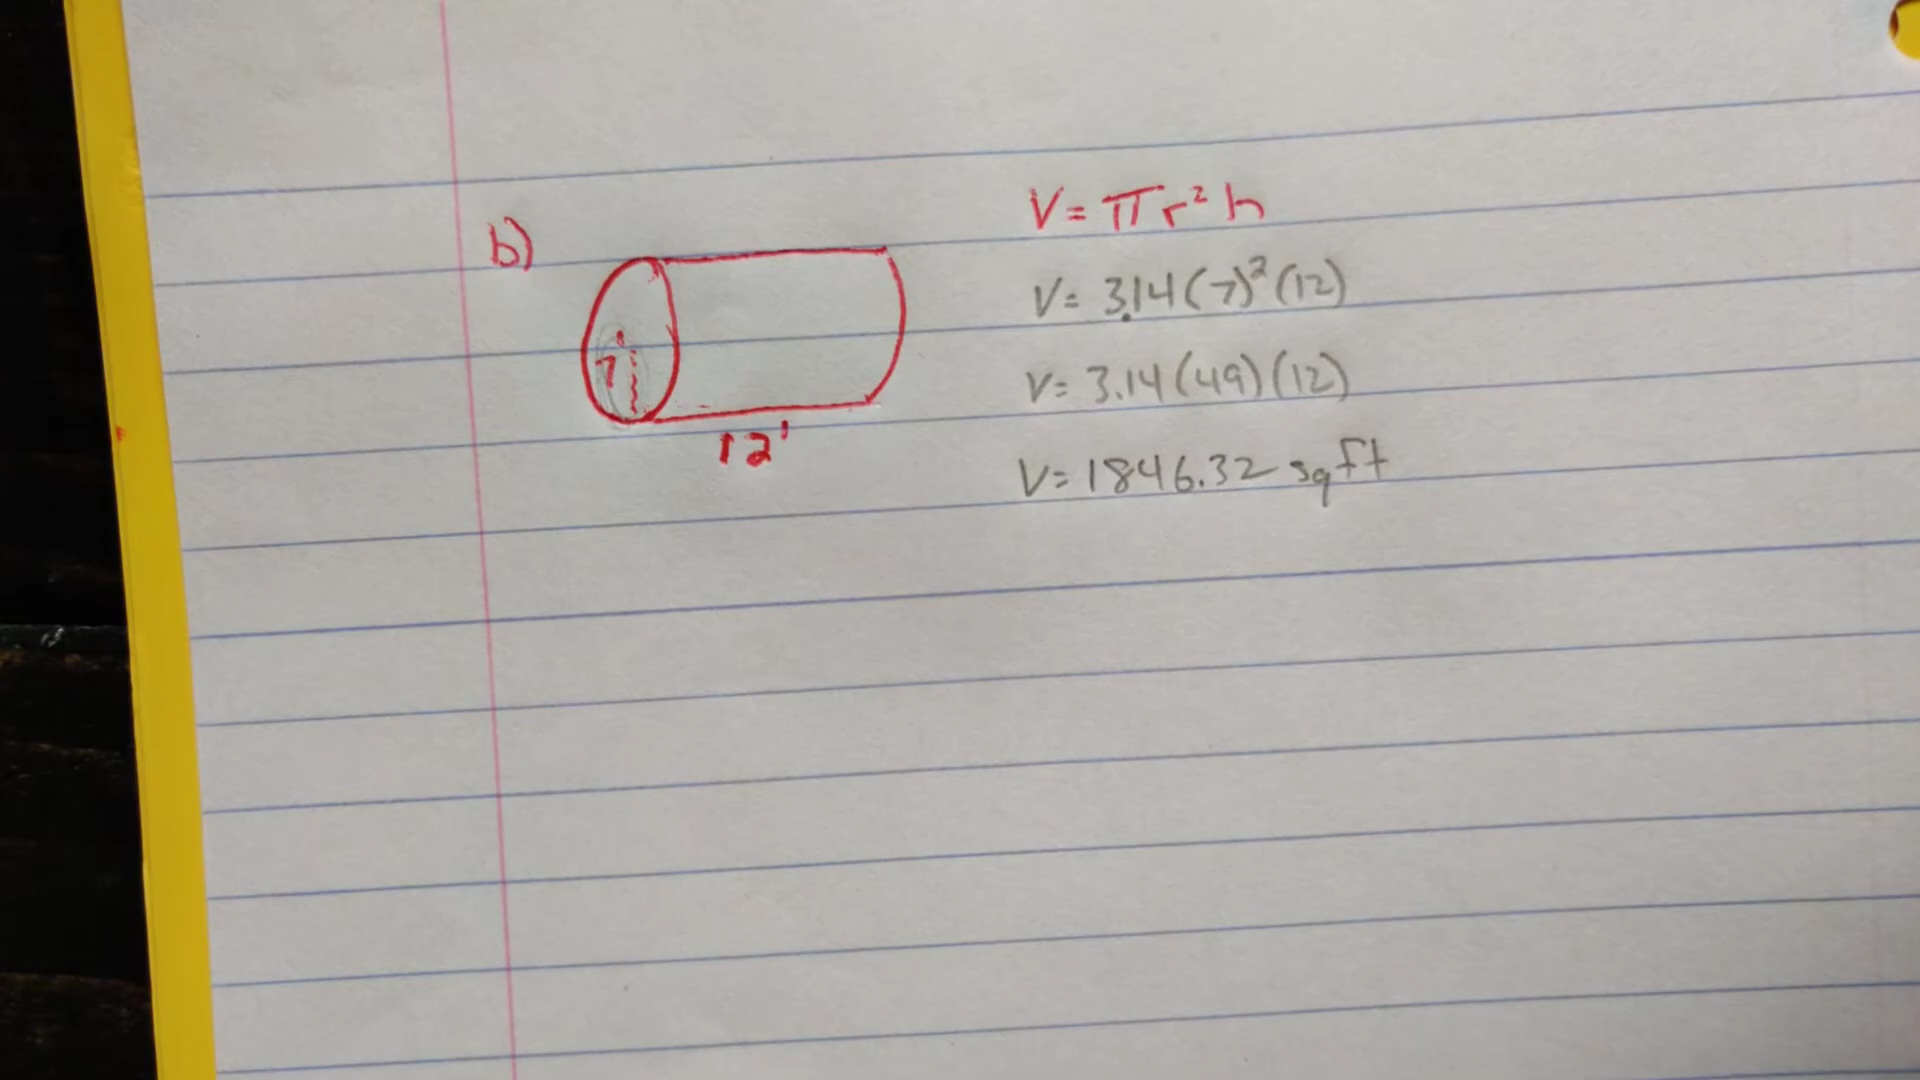 b)
7
12'
V = πr²h
V = 3.14(7)²(12)
V = 3.14(49)(12)
V = 1846.32 sq ft